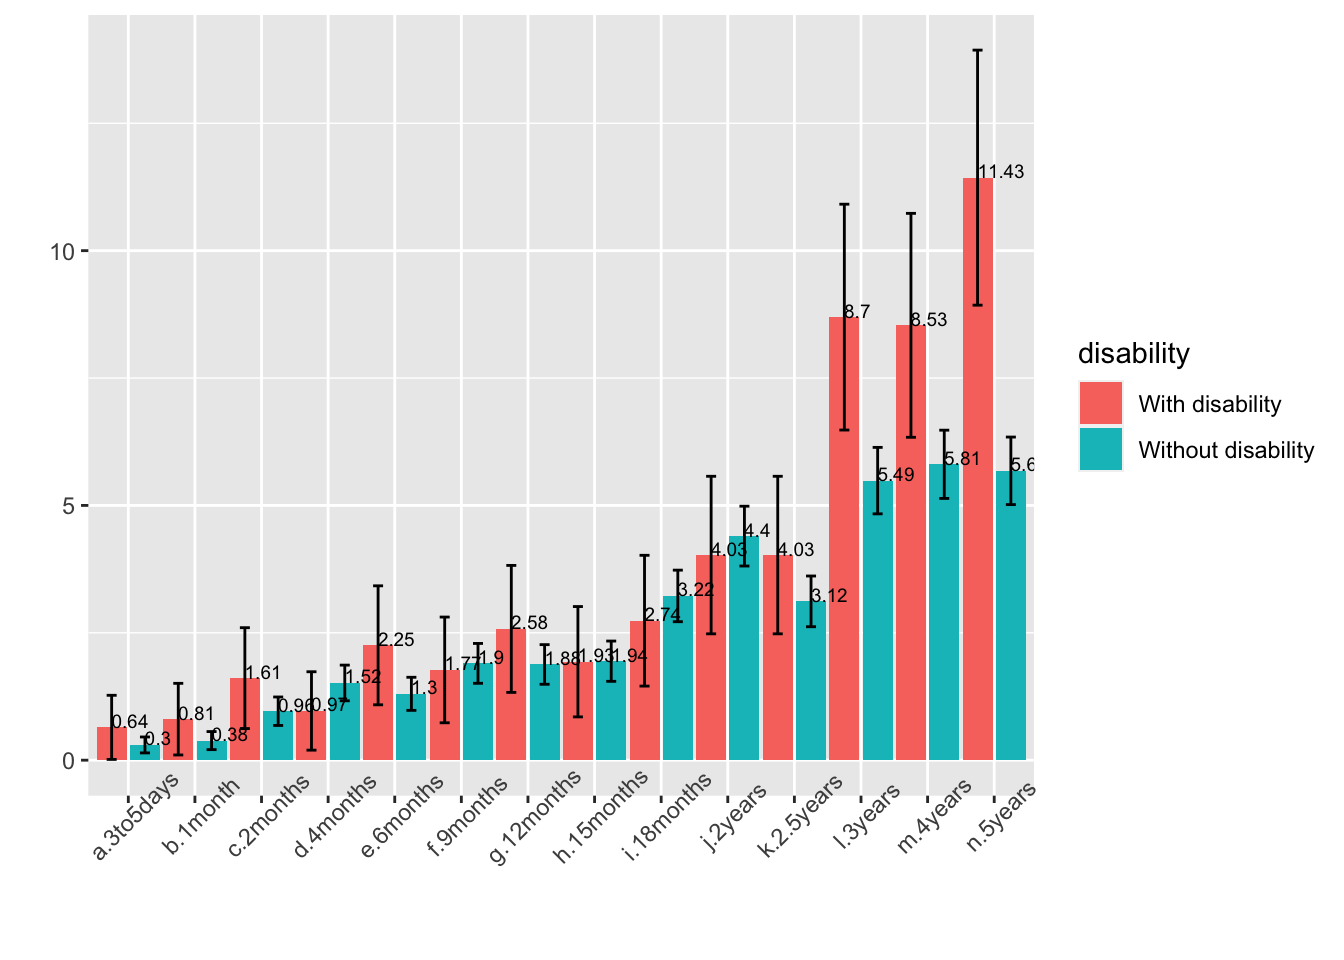 10
5
0
11.43
8.7
8.53
5.81
5.49
5.6
4.4
4.03
4.03
3.12
3.22
2.74
2.58
2.25
1.77
1.9
1.88
1.93
1.94
1.61
1.52
1.3
0.96
0.97
0.81
0.64
0.3
0.38
a.3to5days
b.1month
c.2months
d.4months
e.6months
f.9months
g.12months
h.15months
i.18months
j.2years
k.2.5years
l.3years
m.4years
n.5years
disability
With disability
Without disability